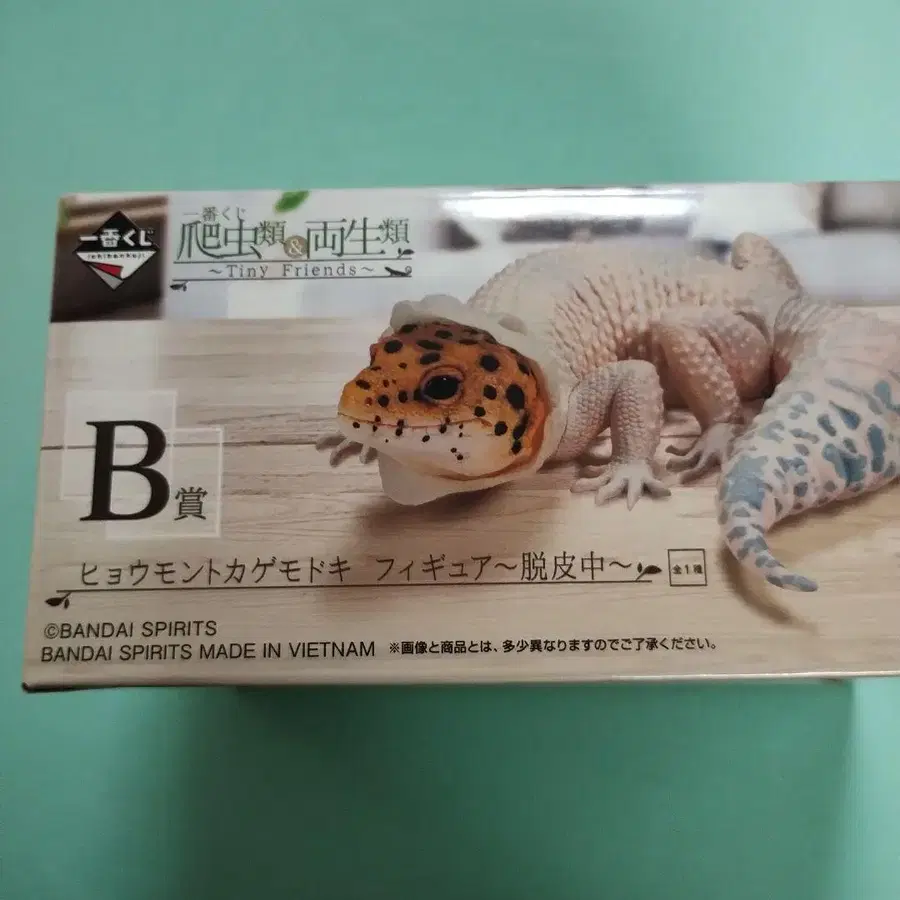 一番くじ
ichibankuji
一番くじ
爬虫類&両生類
～Tiny Friends～
B賞
ヒョウモントカゲモドキ フィギュア～脱皮中～
全1種
©BANDAI SPIRITS
BANDAI SPIRITS MADE IN VIETNAM ※画像と商品とは、多少異なりますのでご了承ください。